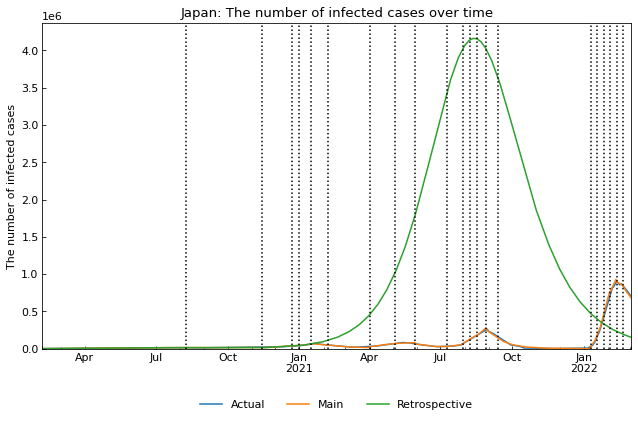 Japan: The number of infected cases over time
1e6
The number of infected cases
4.0
3.5
3.0
2.5
2.0
1.5
1.0
0.5
0.0
Apr Jul Oct Jan Apr Jul Oct Jan
2021 2022
Actual Main Retrospective